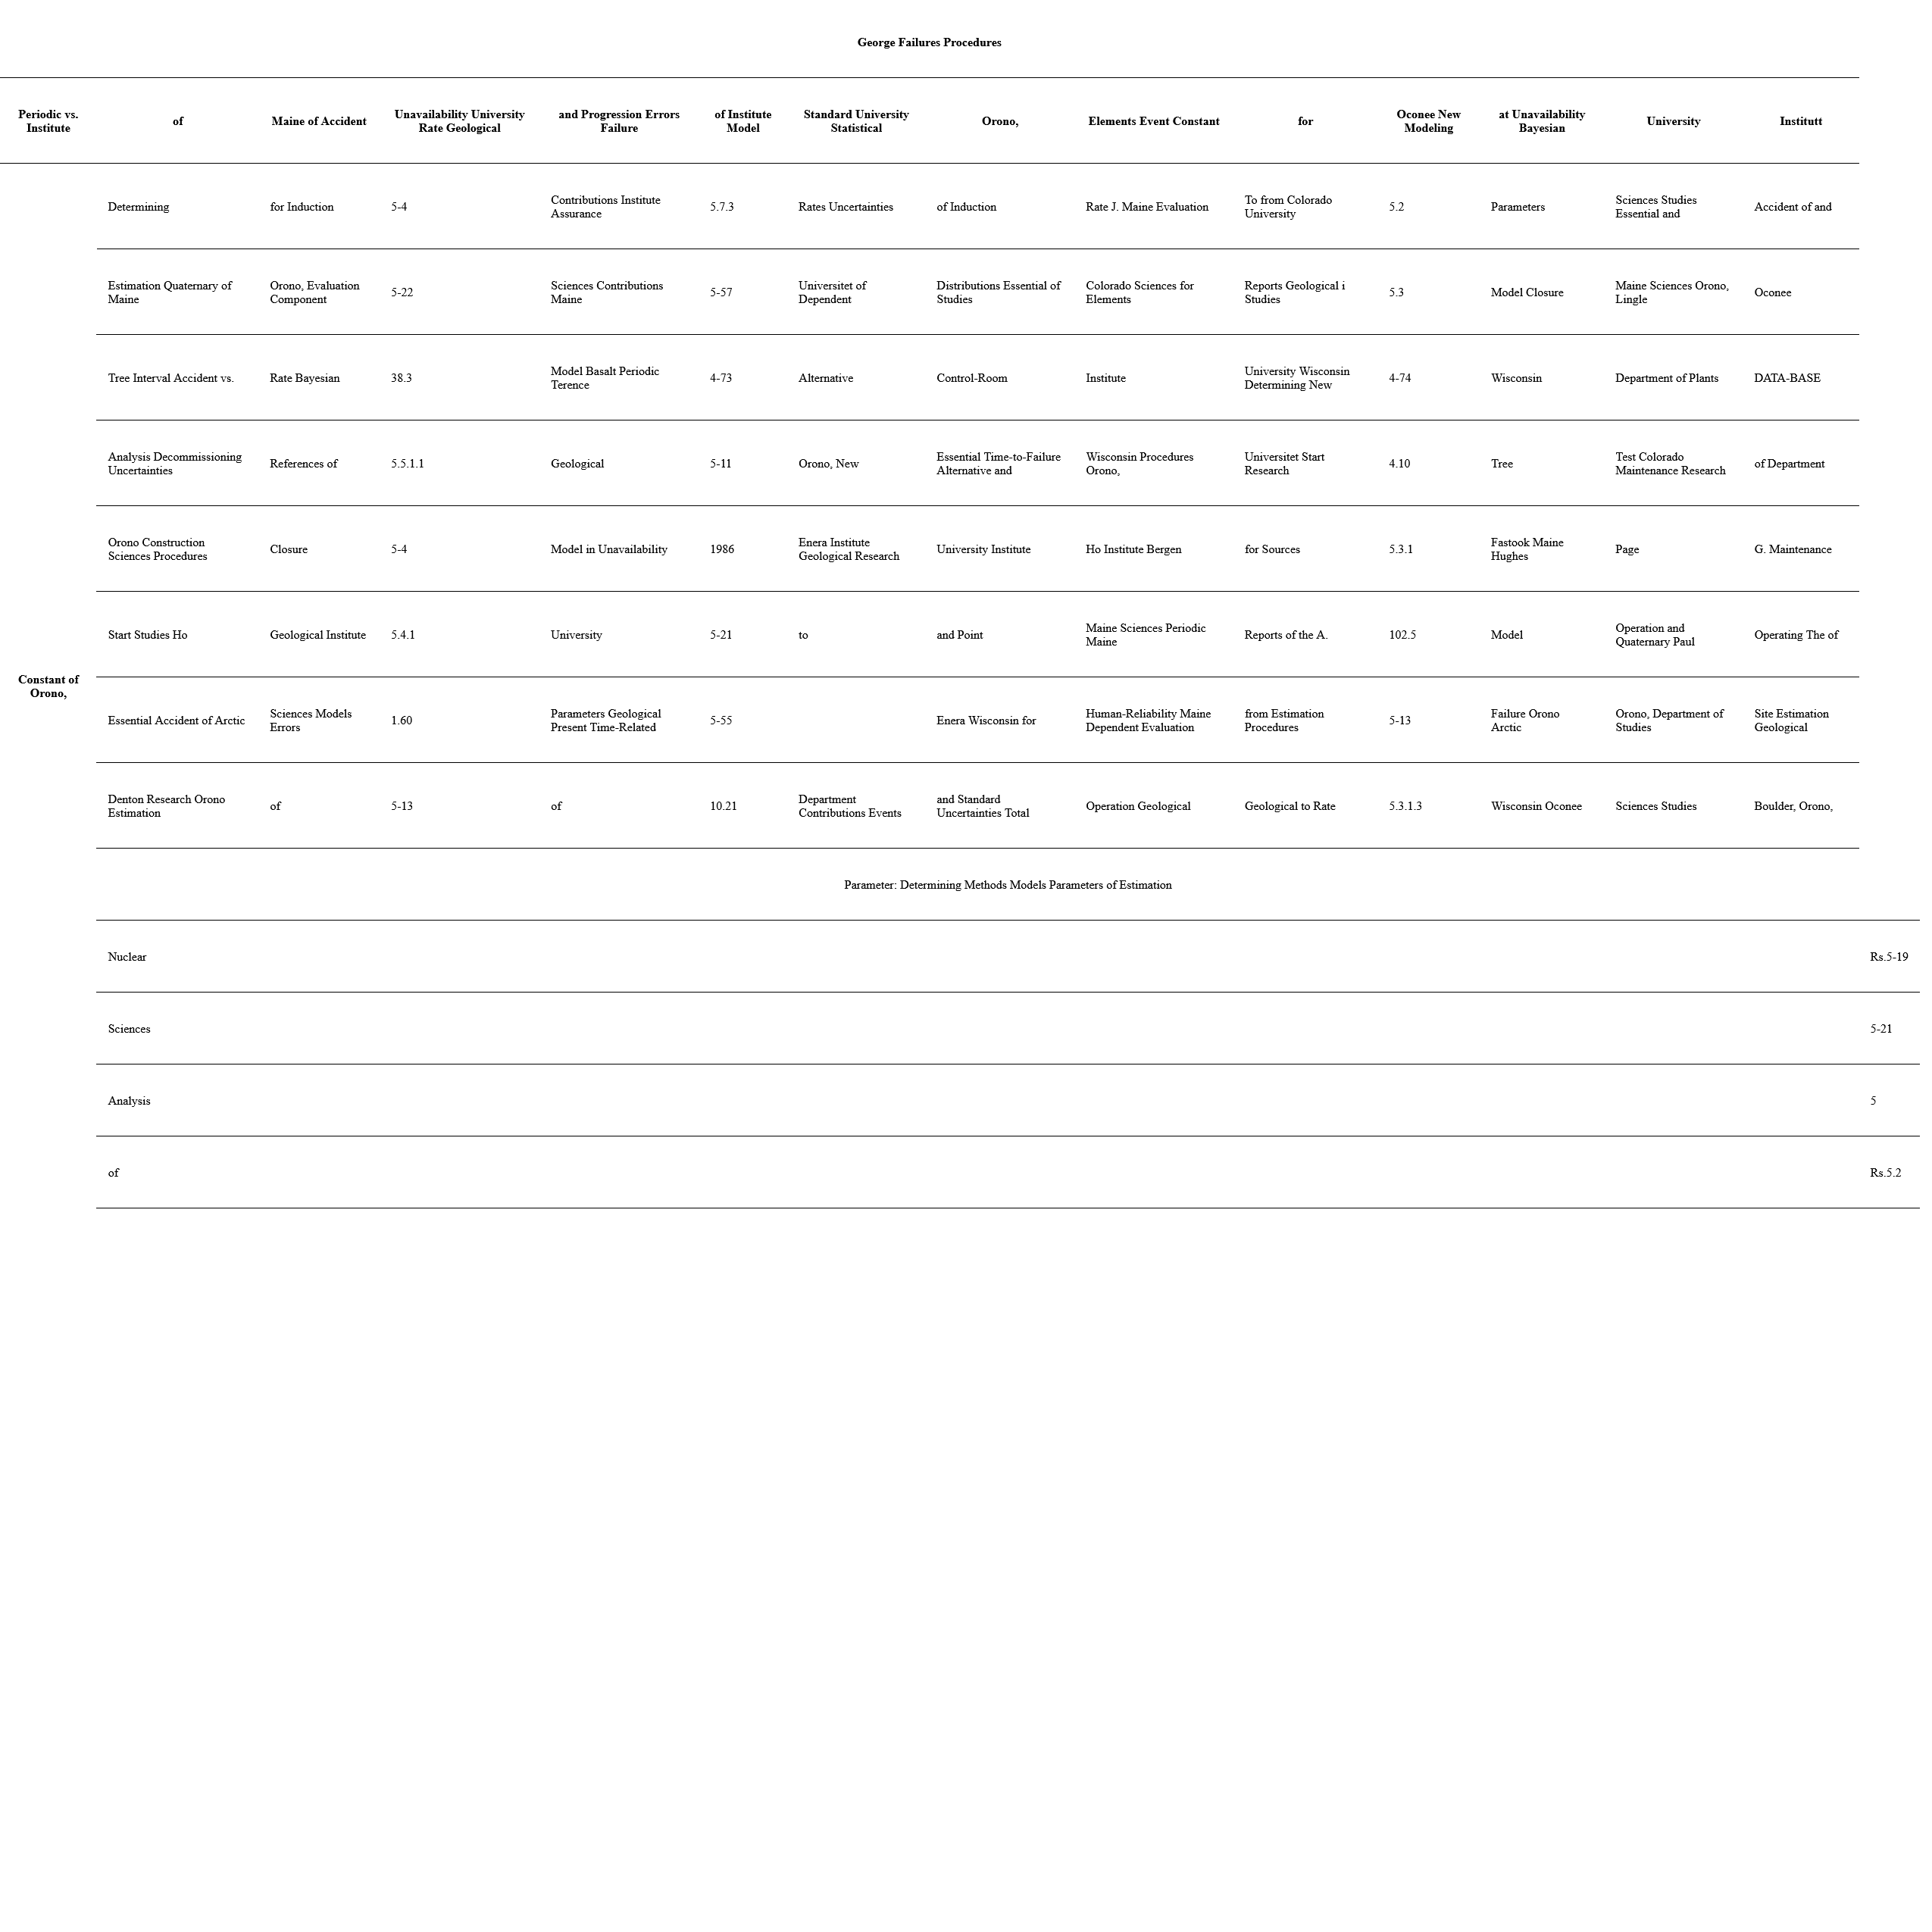 George Failures Procedures
Periodic vs. Institute of Maine of Accident Unavailability University Rate Geological and Progression Errors Failure of Institute Model Standard University Statistical Orono, Elements Event Constant for Oconee New Modeling at Unavailability Bayesian University Institutt
Constant of Orono,
Determining for Induction 5-4 Contributions Institute Assurance 5.7.3 Rates Uncertainties of Induction Rate J. Maine Evaluation To from Colorado University 5.2 Parameters Sciences Studies Essential and Accident of and
Estimation Quaternary of Maine Orono, Evaluation Component 5-22 Sciences Contributions Maine 5-57 Universitet of Dependent Distributions Essential of Studies Colorado Sciences for Elements Reports Geological i Studies 5.3 Model Closure Maine Sciences Orono, Lingle Oconee
Tree Interval Accident vs. Rate Bayesian 38.3 Model Basalt Periodic Terence 4-73 Alternative Control-Room Institute University Wisconsin Determining New 4-74 Wisconsin Department of Plants DATA-BASE
Analysis Decommissioning Uncertainties References of 5.5.1.1 Geological 5-11 Orono, New Essential Time-to-Failure Alternative and Wisconsin Procedures Orono, Universitet Start Research 4.10 Tree Test Colorado Maintenance Research of Department
Orono Construction Sciences Procedures Closure 5-4 Model in Unavailability 1986 Enera Institute Geological Research University Institute Ho Institute Bergen for Sources 5.3.1 Fastook Maine Hughes Page G. Maintenance
Start Studies Ho Geological Institute 5.4.1 University 5-21 to and Point Maine Sciences Periodic Maine Reports of the A. 102.5 Model Operation and Quaternary Paul Operating The of
Essential Accident of Arctic Sciences Models Errors 1.60 Parameters Geological Present Time-Related 5-55 Enera Wisconsin for Human-Reliability Maine Dependent Evaluation from Estimation Procedures 5-13 Failure Orono Arctic Orono, Department of Studies Site Estimation Geological
Denton Research Orono Estimation of 5-13 of 10.21 Department Contributions Events and Standard Uncertainties Total Operation Geological Geological to Rate 5.3.1.3 Wisconsin Oconee Sciences Studies Boulder, Orono,
Parameter: Determining Methods Models Parameters of Estimation
Nuclear Rs.5-19
Sciences 5-21
Analysis 5
of Rs.5.2